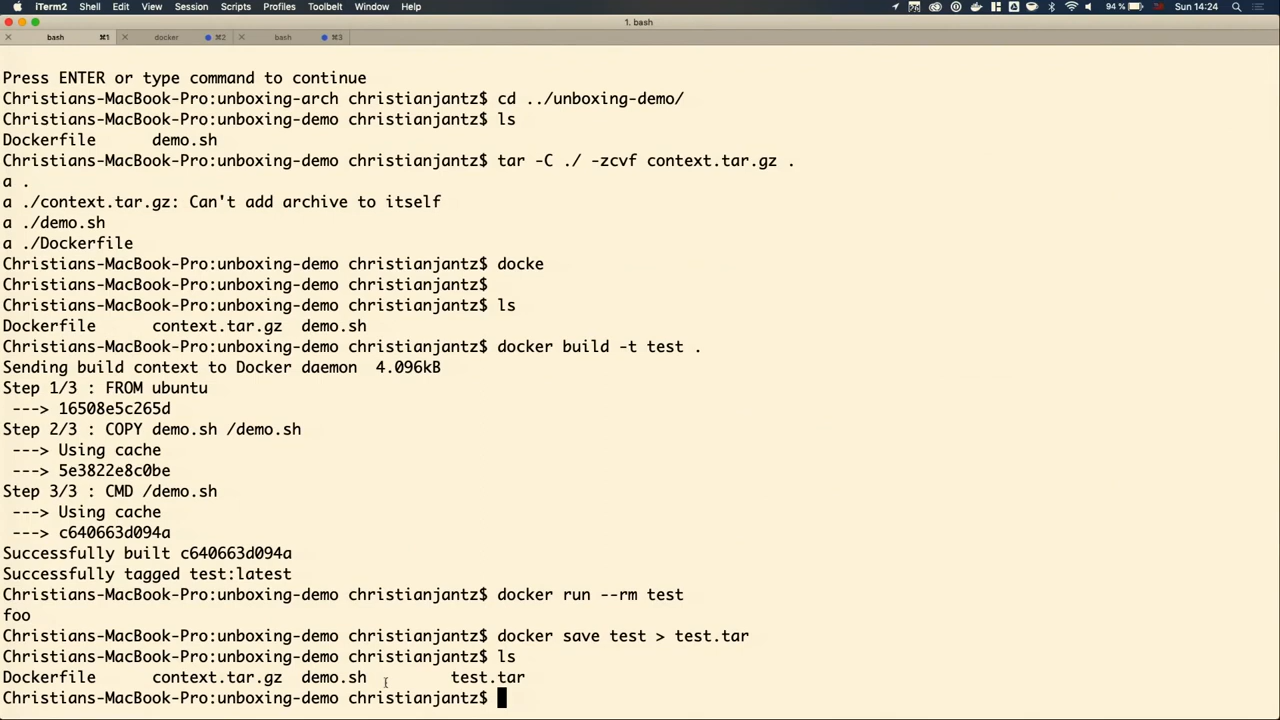 iTerm2 Shell Edit View Session Scripts Profiles Toolbelt Window Help 94 % Sun 14:24
1. bash
bash ⌘1 docker ⌘2 bash ⌘3
Press ENTER or type command to continue
Christians-MacBook-Pro:unboxing-arch christianjantz$ cd ../unboxing-demo/
Christians-MacBook-Pro:unboxing-demo christianjantz$ ls
Dockerfile demo.sh
Christians-MacBook-Pro:unboxing-demo christianjantz$ tar -C ./ -zcvf context.tar.gz .
a .
a ./context.tar.gz: Can't add archive to itself
a ./demo.sh
a ./Dockerfile
Christians-MacBook-Pro:unboxing-demo christianjantz$ docke
Christians-MacBook-Pro:unboxing-demo christianjantz$
Christians-MacBook-Pro:unboxing-demo christianjantz$ ls
Dockerfile context.tar.gz demo.sh
Christians-MacBook-Pro:unboxing-demo christianjantz$ docker build -t test .
Sending build context to Docker daemon 4.096kB
Step 1/3 : FROM ubuntu
---> 16508e5c265d
Step 2/3 : COPY demo.sh /demo.sh
---> Using cache
---> 5e3822e8c0be
Step 3/3 : CMD /demo.sh
---> Using cache
---> c640663d094a
Successfully built c640663d094a
Successfully tagged test:latest
Christians-MacBook-Pro:unboxing-demo christianjantz$ docker run --rm test
foo
Christians-MacBook-Pro:unboxing-demo christianjantz$ docker save test > test.tar
Christians-MacBook-Pro:unboxing-demo christianjantz$ ls
Dockerfile context.tar.gz demo.sh test.tar
Christians-MacBook-Pro:unboxing-demo christianjantz$